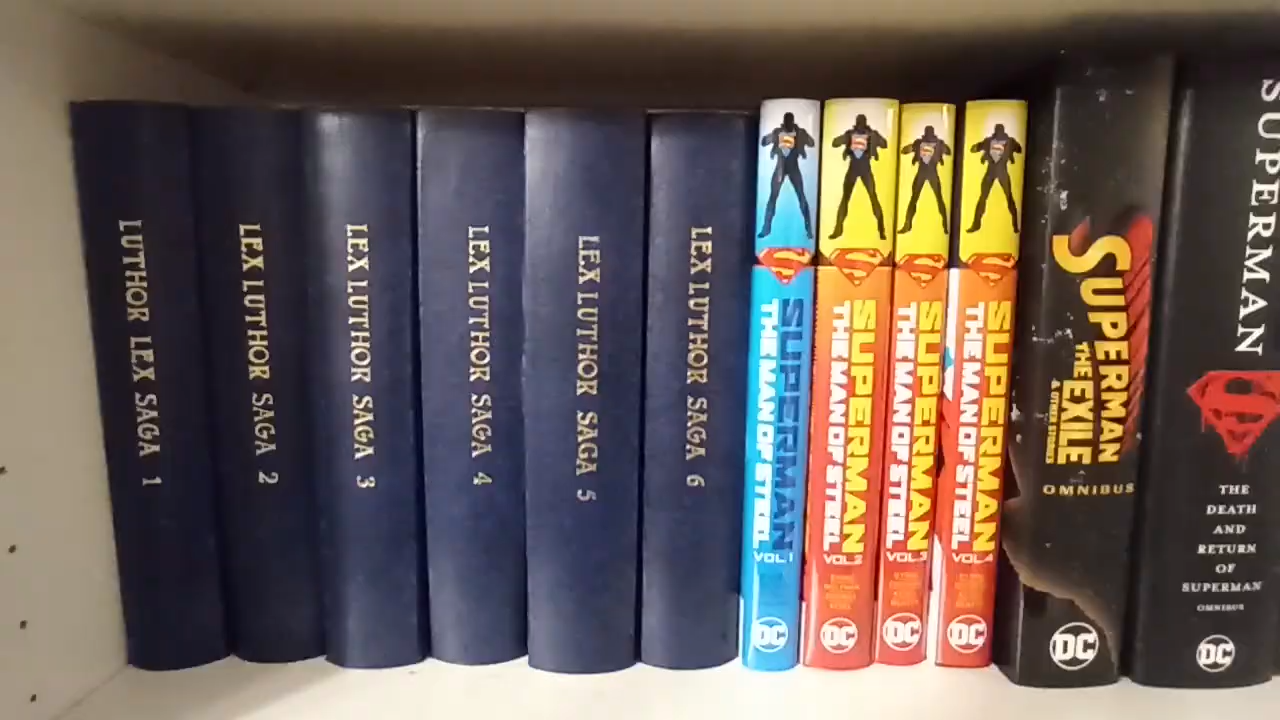 LUTHOR LEX SAGA 1
LEX LUTHOR SAGA 2
LEX LUTHOR SAGA 3
LEX LUTHOR SAGA 4
LEX LUTHOR SAGA 5
LEX LUTHOR SAGA 6
SUPERMAN
THE MAN OF STEEL
VOL. 1
DC
SUPERMAN
THE MAN OF STEEL
VOL. 2
DC
SUPERMAN
THE MAN OF STEEL
VOL. 3
DC
SUPERMAN
THE MAN OF STEEL
VOL. 4
DC
SUPERMAN
THE EXILE
& OTHER STORIES
OMNIBUS
DC
SUPERMAN
THE
DEATH
AND
RETURN
OF
SUPERMAN
OMNIBUS
DC